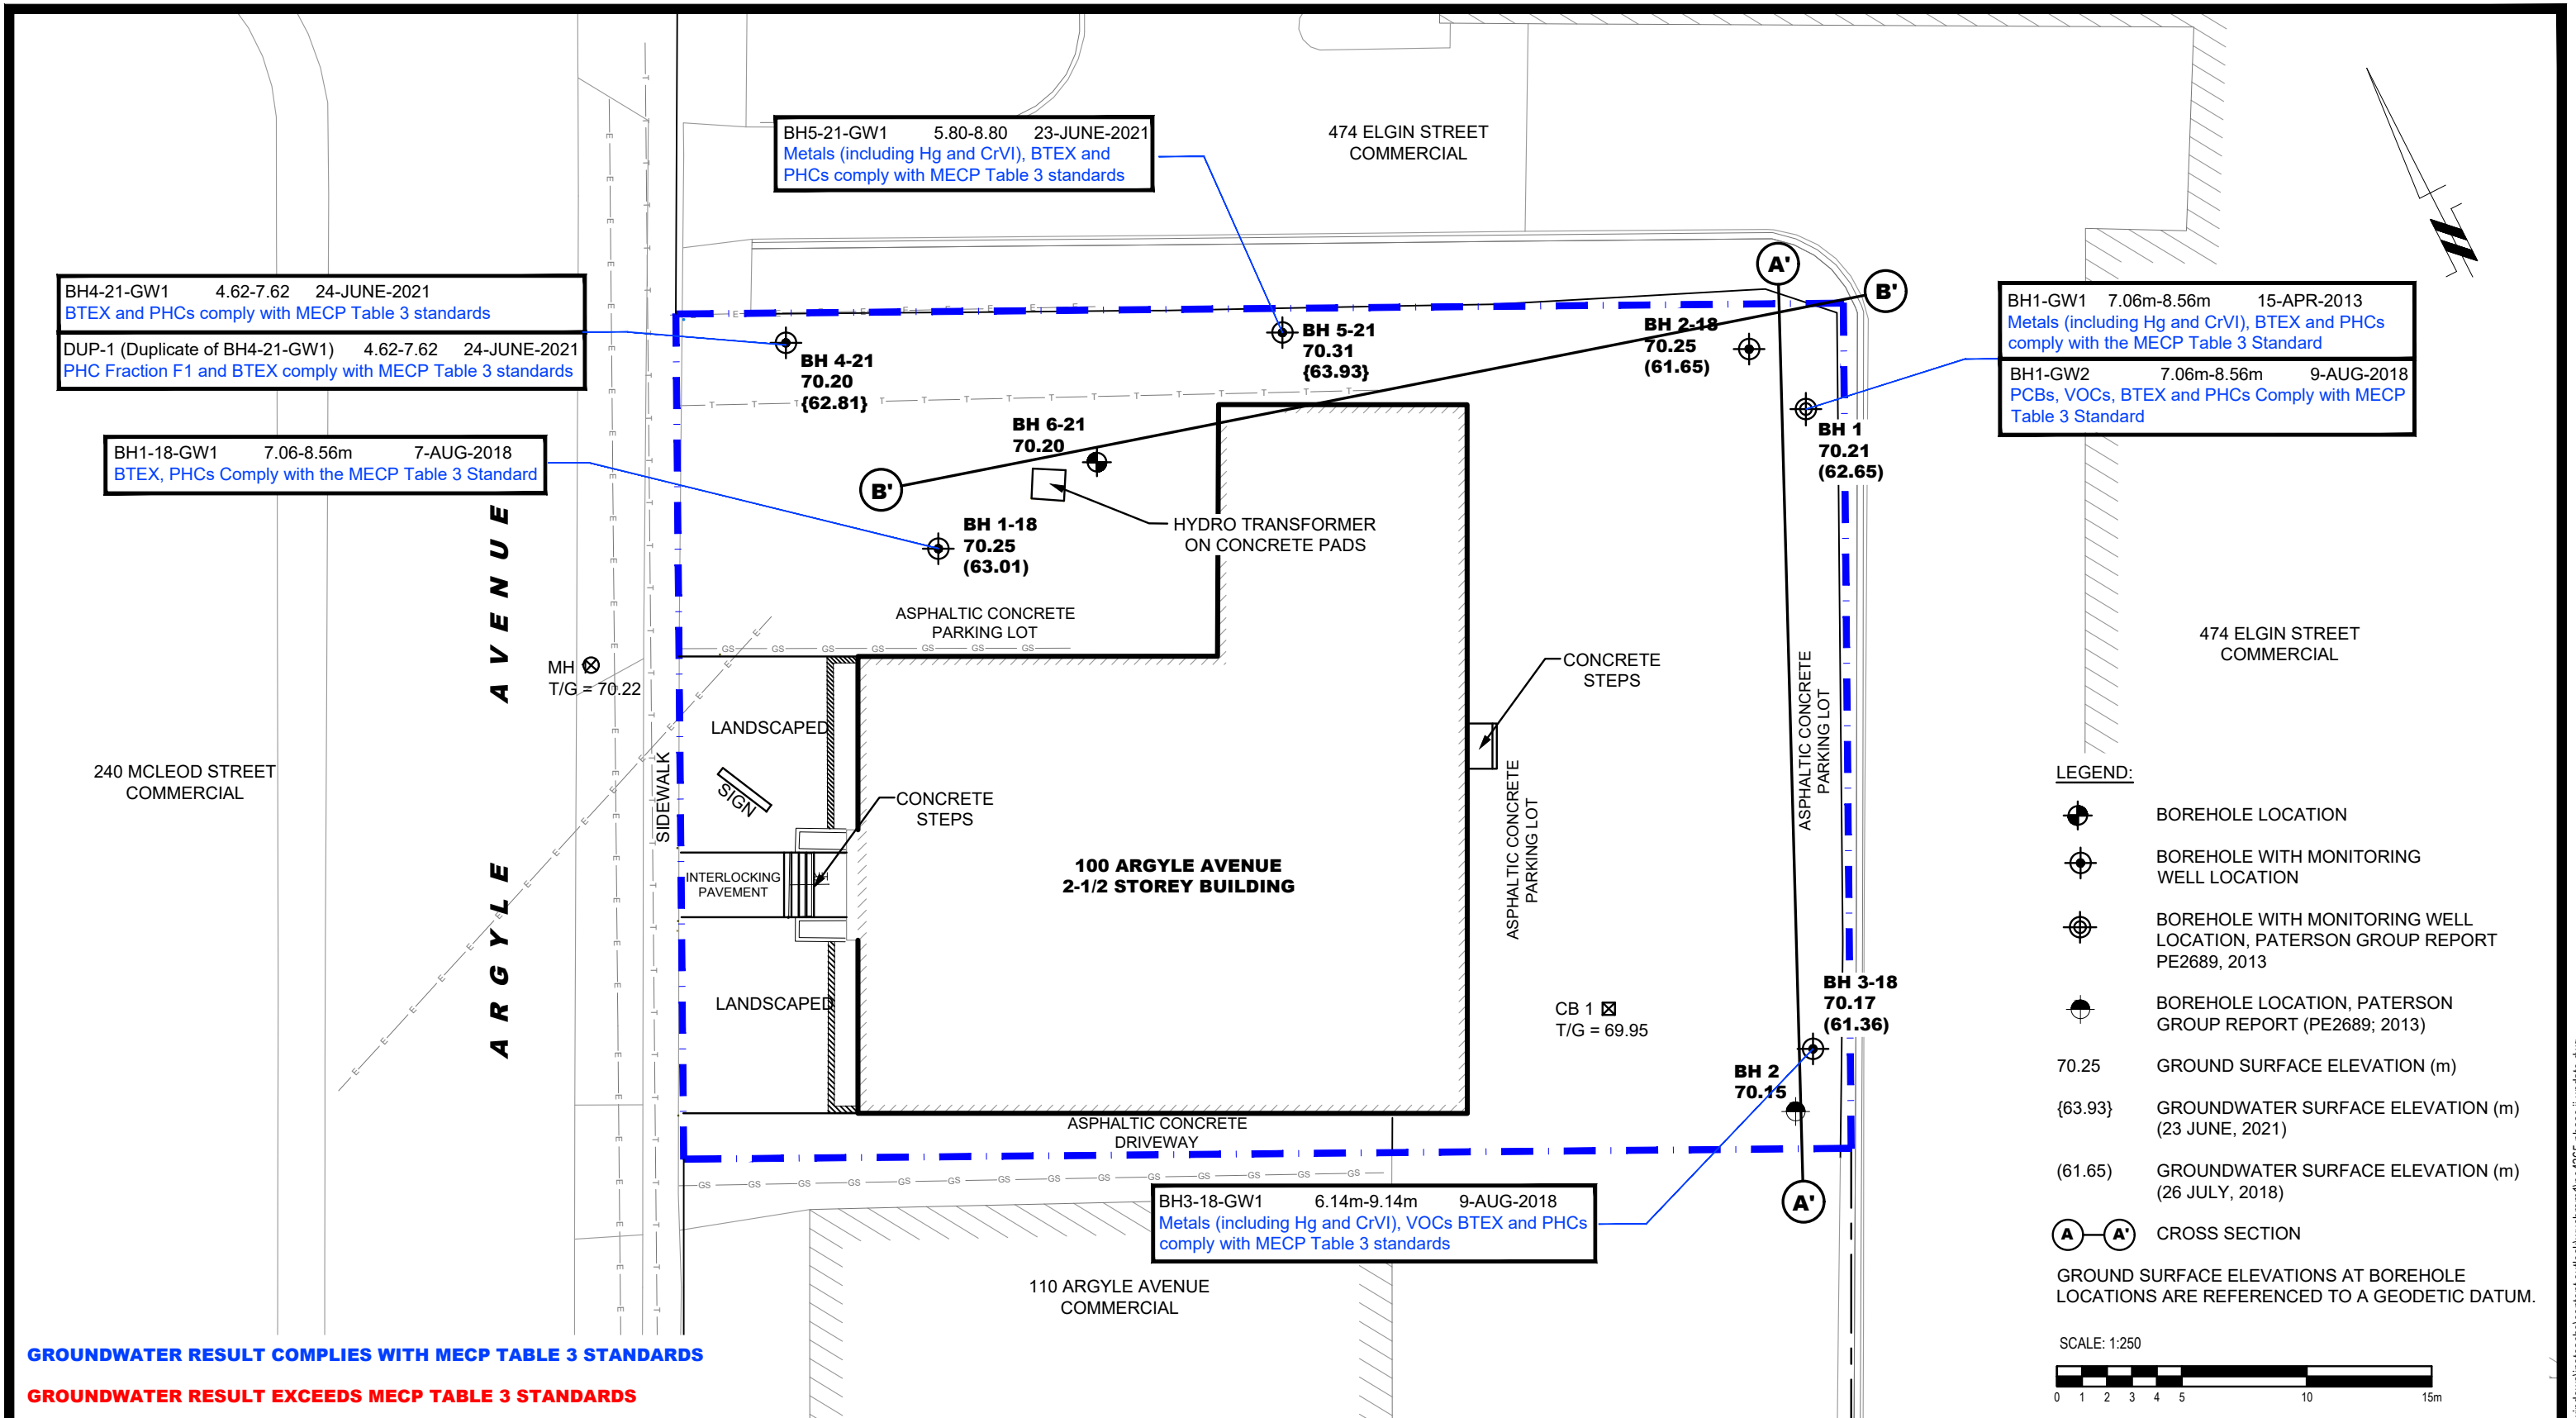 BH5-21-GW1 5.80-8.80 23-JUNE-2021
Metals (including Hg and CrVI), BTEX and
PHCs comply with MECP Table 3 standards
474 ELGIN STREET
COMMERCIAL
BH4-21-GW1 4.62-7.62 24-JUNE-2021
BTEX and PHCs comply with MECP Table 3 standards
DUP-1 (Duplicate of BH4-21-GW1) 4.62-7.62 24-JUNE-2021
PHC Fraction F1 and BTEX comply with MECP Table 3 standards
BH1-18-GW1 7.06-8.56m 7-AUG-2018
BTEX, PHCs Comply with the MECP Table 3 Standard
BH1-GW1 7.06m-8.56m 15-APR-2013
Metals (including Hg and CrVI), BTEX and PHCs
comply with the MECP Table 3 Standard
BH1-GW2 7.06m-8.56m 9-AUG-2018
PCBs, VOCs, BTEX and PHCs Comply with MECP
Table 3 Standard
A'
B'
BH 4-21
70.20
{62.81}
BH 5-21
70.31
{63.93}
BH 2-18
70.25
(61.65)
BH 1
70.21
(62.65)
BH 6-21
70.20
B'
HYDRO TRANSFORMER
ON CONCRETE PADS
BH 1-18
70.25
(63.01)
ASPHALTIC CONCRETE
PARKING LOT
ARGYLE AVENUE
MH
T/G = 70.22
SIDEWALK
LANDSCAPED
SIGN
CONCRETE
STEPS
INTERLOCKING
PAVEMENT
LANDSCAPED
240 MCLEOD STREET
COMMERCIAL
100 ARGYLE AVENUE
2-1/2 STOREY BUILDING
CONCRETE
STEPS
ASPHALTIC CONCRETE
PARKING LOT
ASPHALTIC CONCRETE
PARKING LOT
474 ELGIN STREET
COMMERCIAL
CB 1
T/G = 69.95
BH 3-18
70.17
(61.36)
BH 2
70.15
A'
ASPHALTIC CONCRETE
DRIVEWAY
BH3-18-GW1 6.14m-9.14m 9-AUG-2018
Metals (including Hg and CrVI), VOCs BTEX and PHCs
comply with MECP Table 3 standards
110 ARGYLE AVENUE
COMMERCIAL
LEGEND:
BOREHOLE LOCATION
BOREHOLE WITH MONITORING
WELL LOCATION
BOREHOLE WITH MONITORING WELL
LOCATION, PATERSON GROUP REPORT
PE2689, 2013
BOREHOLE LOCATION, PATERSON
GROUP REPORT (PE2689; 2013)
70.25 GROUND SURFACE ELEVATION (m)
{63.93} GROUNDWATER SURFACE ELEVATION (m)
(23 JUNE, 2021)
(61.65) GROUNDWATER SURFACE ELEVATION (m)
(26 JULY, 2018)
A A' CROSS SECTION
GROUND SURFACE ELEVATIONS AT BOREHOLE
LOCATIONS ARE REFERENCED TO A GEODETIC DATUM.
SCALE: 1:250
0 1 2 3 4 5 10 15m
GROUNDWATER RESULT COMPLIES WITH MECP TABLE 3 STANDARDS
GROUNDWATER RESULT EXCEEDS MECP TABLE 3 STANDARDS